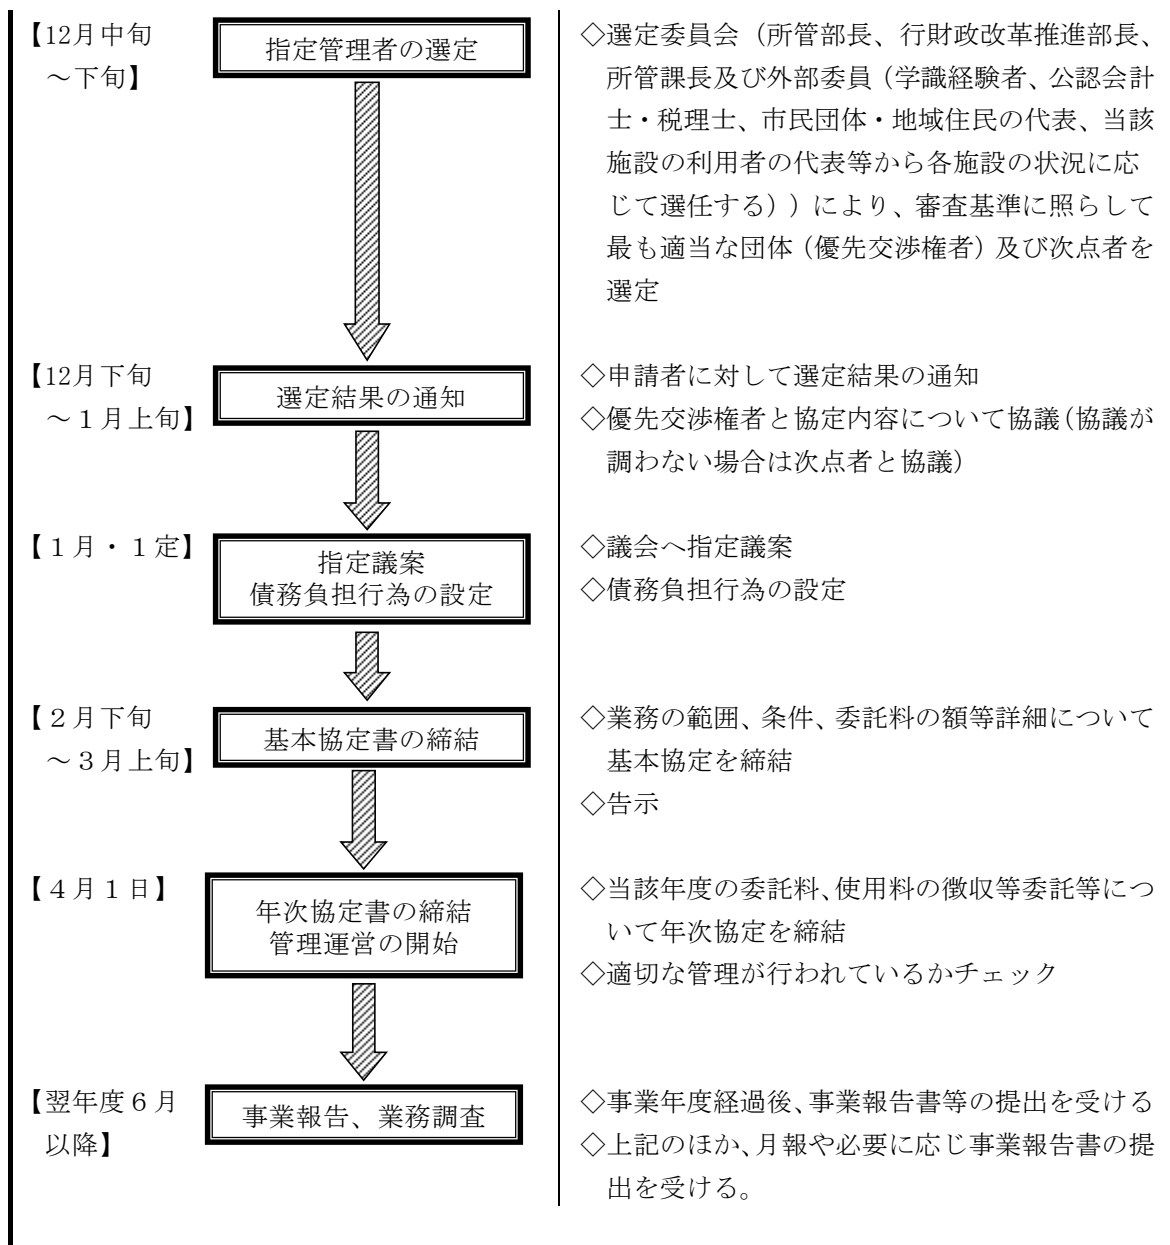 【12月中旬
～下旬】
指定管理者の選定
◇選定委員会（所管部長、行財政改革推進部長、
所管課長及び外部委員（学識経験者、公認会計
士・税理士、市民団体・地域住民の代表、当該
施設の利用者の代表等から各施設の状況に応
じて選任する））により、審査基準に照らして
最も適当な団体（優先交渉権者）及び次点者を
選定
【12月下旬
～１月上旬】
選定結果の通知
◇申請者に対して選定結果の通知
◇優先交渉権者と協定内容について協議（協議が
調わない場合は次点者と協議）
【１月・１定】
指定議案
債務負担行為の設定
◇議会へ指定議案
◇債務負担行為の設定
【２月下旬
～３月上旬】
基本協定書の締結
◇業務の範囲、条件、委託料の額等詳細について
基本協定を締結
◇告示
【４月１日】
年次協定書の締結
管理運営の開始
◇当該年度の委託料、使用料の徴収等委託等につ
いて年次協定を締結
◇適切な管理が行われているかチェック
【翌年度６月
以降】
事業報告、業務調査
◇事業年度経過後、事業報告書等の提出を受ける
◇上記のほか、月報や必要に応じ事業報告書の提
出を受ける。